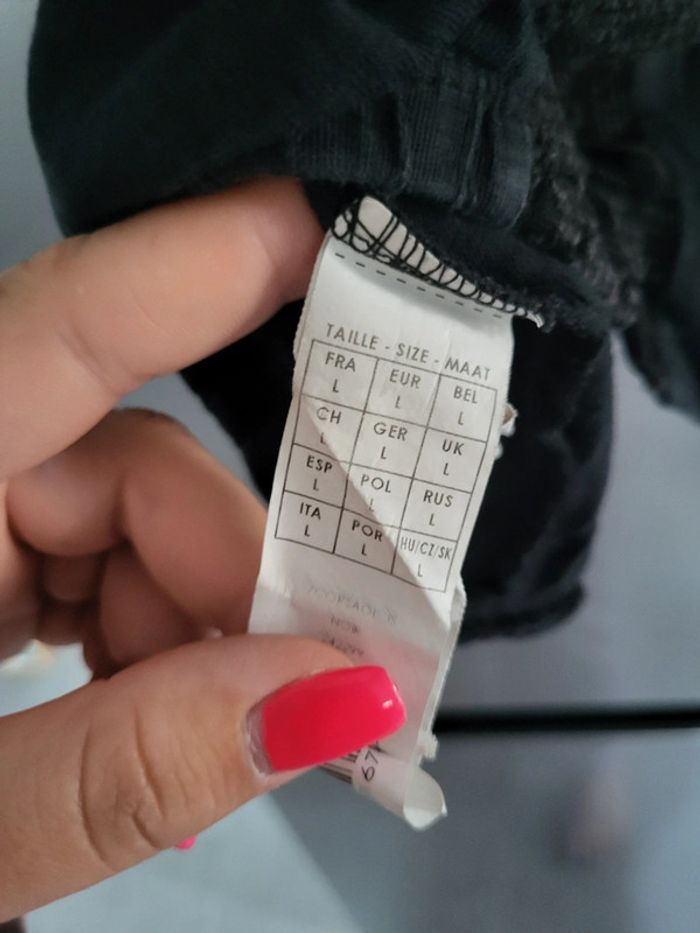 TAILLE - SIZE - MAAT
FRA EUR BEL
L L L
CH GER UK
L L L
ESP POL RUS
L L L
ITA POR HU/CZ/SK
L L L